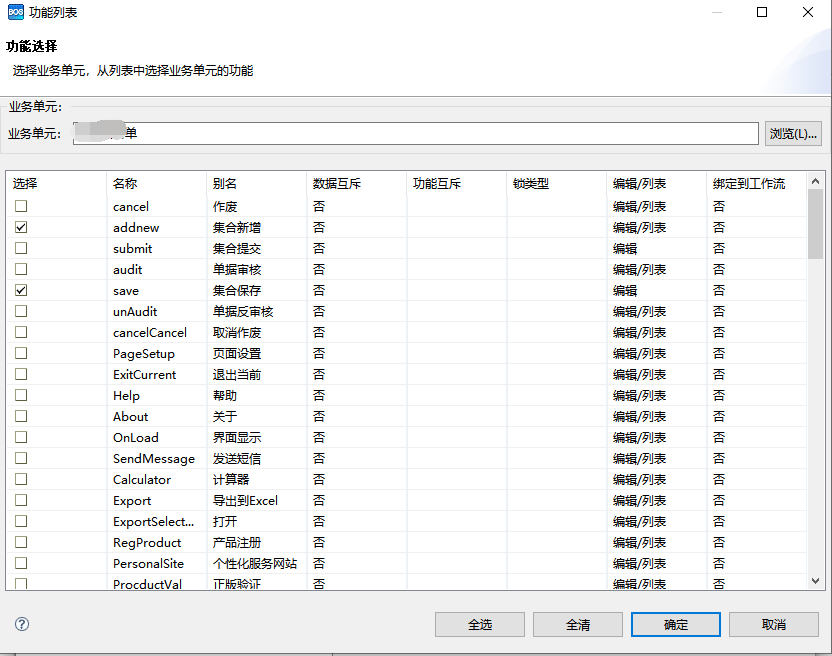 BOS 功能列表
功能选择
选择业务单元，从列表中选择业务单元的功能
业务单元:
业务单元: 单 浏览(L)...
选择 名称 别名 数据互斥 功能互斥 锁类型 编辑/列表 绑定到工作流
cancel 作废 否 编辑/列表 否
addnew 集合新增 否 编辑/列表 否
submit 集合提交 否 编辑 否
audit 单据审核 否 编辑/列表 否
save 集合保存 否 编辑 否
unAudit 单据反审核 否 编辑/列表 否
cancelCancel 取消作废 否 编辑/列表 否
PageSetup 页面设置 否 编辑/列表 否
ExitCurrent 退出当前 否 编辑/列表 否
Help 帮助 否 编辑/列表 否
About 关于 否 编辑/列表 否
OnLoad 界面显示 否 编辑/列表 否
SendMessage 发送短信 否 编辑/列表 否
Calculator 计算器 否 编辑/列表 否
Export 导出到Excel 否 编辑/列表 否
ExportSelect... 打开 否 编辑/列表 否
RegProduct 产品注册 否 编辑/列表 否
PersonalSite 个性化服务网站 否 编辑/列表 否
ProcductVal 正版验证 否 编辑/列表 否
? 全选 全清 确定 取消